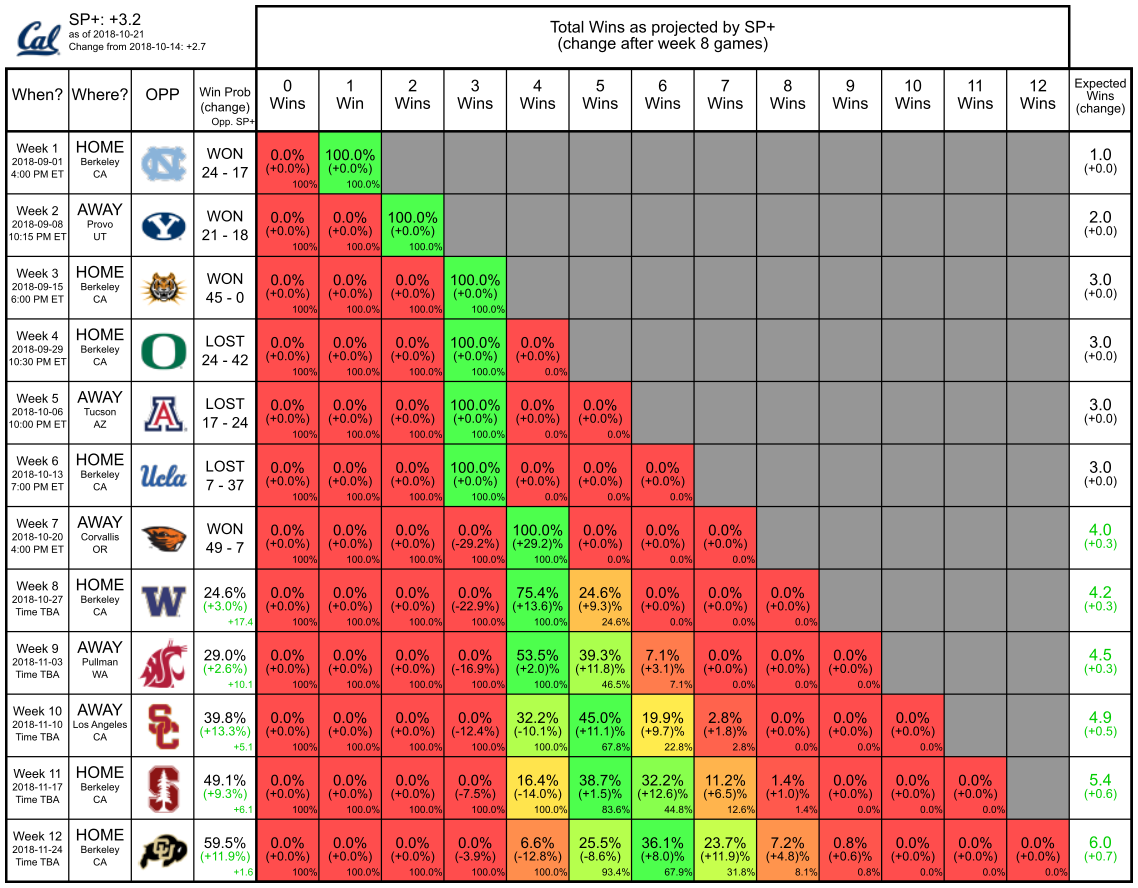 Cal
SP+: +3.2
as of 2018-10-21
Change from 2018-10-14: +2.7
Total Wins as projected by SP+
(change after week 8 games)
When? Where? OPP Win Prob (change) Opp. SP+ 0 Wins 1 Win 2 Wins 3 Wins 4 Wins 5 Wins 6 Wins 7 Wins 8 Wins 9 Wins 10 Wins 11 Wins 12 Wins Expected Wins (change)
Week 1 HOME WON 0.0% 100.0% 1.0
2018-09-01 Berkeley NC 24 - 17 (+0.0%) (+0.0%) (+0.0)
4:00 PM ET CA 100% 100.0%
Week 2 AWAY WON 0.0% 0.0% 100.0% 2.0
2018-09-08 Provo Y 21 - 18 (+0.0%) (+0.0%) (+0.0%) (+0.0)
10:15 PM ET UT 100% 100.0% 100.0%
Week 3 HOME WON 0.0% 0.0% 0.0% 100.0% 3.0
2018-09-15 Berkeley 45 - 0 (+0.0%) (+0.0%) (+0.0%) (+0.0%) (+0.0)
6:00 PM ET CA 100% 100.0% 100.0% 100.0%
Week 4 HOME LOST 0.0% 0.0% 0.0% 100.0% 0.0% 3.0
2018-09-29 Berkeley O 24 - 42 (+0.0%) (+0.0%) (+0.0%) (+0.0%) (+0.0%) (+0.0)
10:30 PM ET CA 100% 100.0% 100.0% 100.0% 0.0%
Week 5 AWAY LOST 0.0% 0.0% 0.0% 100.0% 0.0% 0.0% 3.0
2018-10-06 Tucson A 17 - 24 (+0.0%) (+0.0%) (+0.0%) (+0.0%) (+0.0%) (+0.0%) (+0.0)
10:00 PM ET AZ 100% 100.0% 100.0% 100.0% 0.0% 0.0%
Week 6 HOME LOST 0.0% 0.0% 0.0% 100.0% 0.0% 0.0% 0.0% 3.0
2018-10-13 Berkeley Ucla 7 - 37 (+0.0%) (+0.0%) (+0.0%) (+0.0%) (+0.0%) (+0.0%) (+0.0%) (+0.0)
7:00 PM ET CA 100% 100.0% 100.0% 100.0% 0.0% 0.0% 0.0%
Week 7 AWAY WON 0.0% 0.0% 0.0% 0.0% 100.0% 0.0% 0.0% 0.0% 4.0
2018-10-20 Corvallis 49 - 7 (+0.0%) (+0.0%) (+0.0%) (-29.2%) (+29.2)% (+0.0%) (+0.0%) (+0.0%) (+0.3)
4:00 PM ET OR 100% 100.0% 100.0% 100.0% 100.0% 0.0% 0.0% 0.0%
Week 8 HOME 24.6% 0.0% 0.0% 0.0% 0.0% 75.4% 24.6% 0.0% 0.0% 0.0% 4.2
2018-10-27 Berkeley W (+3.0%) (+0.0%) (+0.0%) (+0.0%) (-22.9%) (+13.6)% (+9.3%) (+0.0%) (+0.0%) (+0.0%) (+0.3)
Time TBA CA +17.4 100% 100.0% 100.0% 100.0% 100.0% 24.6% 0.0% 0.0% 0.0%
Week 9 AWAY 29.0% 0.0% 0.0% 0.0% 0.0% 53.5% 39.3% 7.1% 0.0% 0.0% 0.0% 4.5
2018-11-03 Pullman WSC (+2.6%) (+0.0%) (+0.0%) (+0.0%) (-16.9%) (+2.0)% (+11.8%) (+3.1%) (+0.0%) (+0.0%) (+0.0%) (+0.3)
Time TBA WA +10.1 100% 100.0% 100.0% 100.0% 100.0% 46.5% 7.1% 0.0% 0.0% 0.0%
Week 10 AWAY 39.8% 0.0% 0.0% 0.0% 0.0% 32.2% 45.0% 19.9% 2.8% 0.0% 0.0% 0.0% 4.9
2018-11-10 Los Angeles SC (+13.3%) (+0.0%) (+0.0%) (+0.0%) (-12.4%) (-10.1%) (+11.1%) (+9.7%) (+1.8%) (+0.0%) (+0.0%) (+0.0%) (+0.5)
Time TBA CA +5.1 100% 100.0% 100.0% 100.0% 100.0% 67.8% 22.8% 2.8% 0.0% 0.0% 0.0%
Week 11 HOME 49.1% 0.0% 0.0% 0.0% 0.0% 16.4% 38.7% 32.2% 11.2% 1.4% 0.0% 0.0% 0.0% 5.4
2018-11-17 Berkeley S (+9.3%) (+0.0%) (+0.0%) (+0.0%) (-7.5%) (-14.0%) (+1.5)% (+12.6%) (+6.5%) (+1.0%) (+0.0%) (+0.0%) (+0.0%) (+0.6)
Time TBA CA +6.1 100% 100.0% 100.0% 100.0% 100.0% 83.6% 44.8% 12.6% 1.4% 0.0% 0.0% 0.0%
Week 12 HOME 59.5% 0.0% 0.0% 0.0% 0.0% 6.6% 25.5% 36.1% 23.7% 7.2% 0.8% 0.0% 0.0% 0.0% 6.0
2018-11-24 Berkeley CU (+11.9%) (+0.0%) (+0.0%) (+0.0%) (-3.9%) (-12.8%) (-8.6%) (+8.0)% (+11.9%) (+4.8%) (+0.6)% (+0.0%) (+0.0%) (+0.0%) (+0.7)
Time TBA CA +1.6 100% 100.0% 100.0% 100.0% 100.0% 93.4% 67.9% 31.8% 8.1% 0.8% 0.0% 0.0% 0.0%